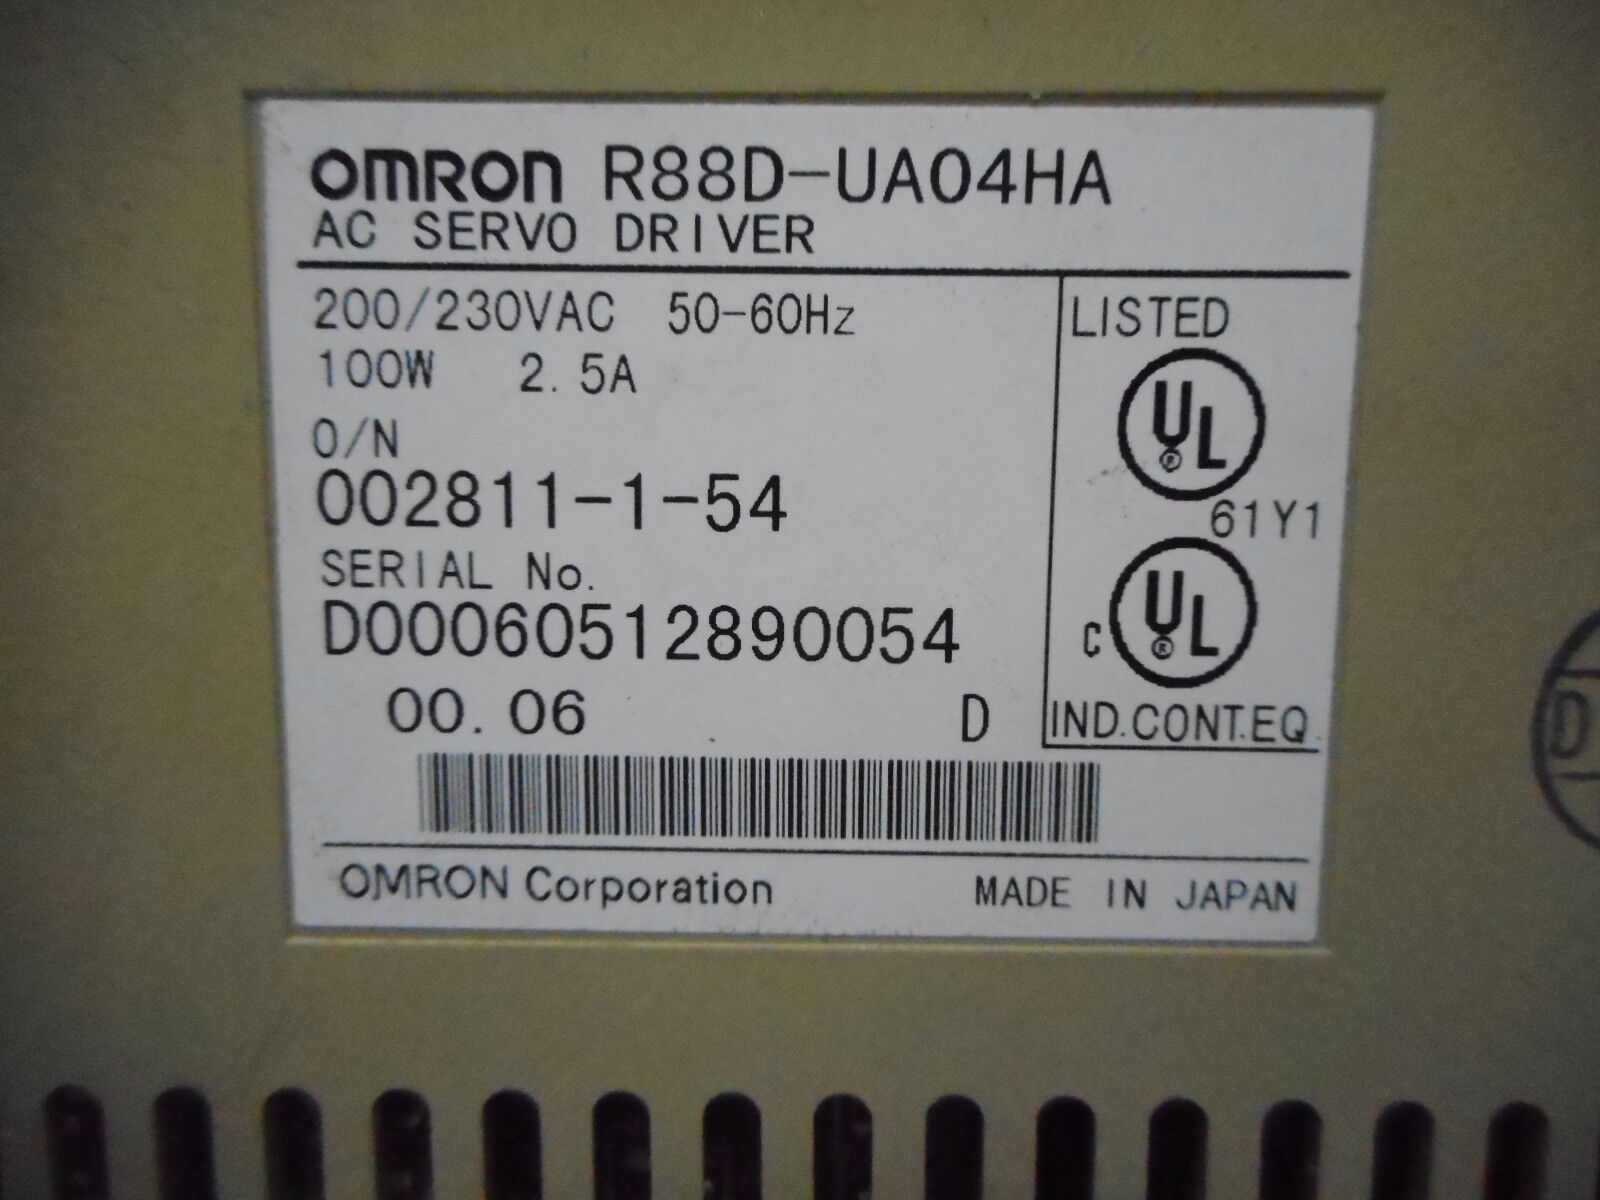 OMRON R88D-UA04HA
AC SERVO DRIVER
200/230VAC 50-60Hz
100W 2.5A
O/N
002811-1-54
SERIAL No.
D00060512890054
00.06 D
LISTED
UL
®
61Y1
C UL
®
IND.CONT.EQ.
OMRON Corporation MADE IN JAPAN
D